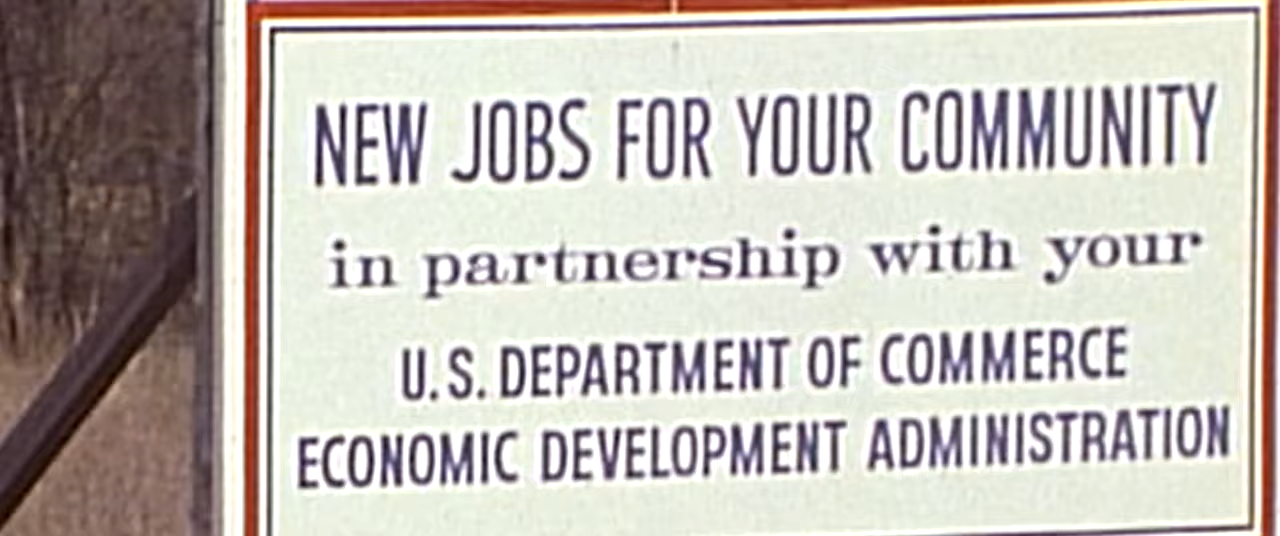 NEW JOBS FOR YOUR COMMUNITY
in partnership with your
U.S. DEPARTMENT OF COMMERCE
ECONOMIC DEVELOPMENT ADMINISTRATION